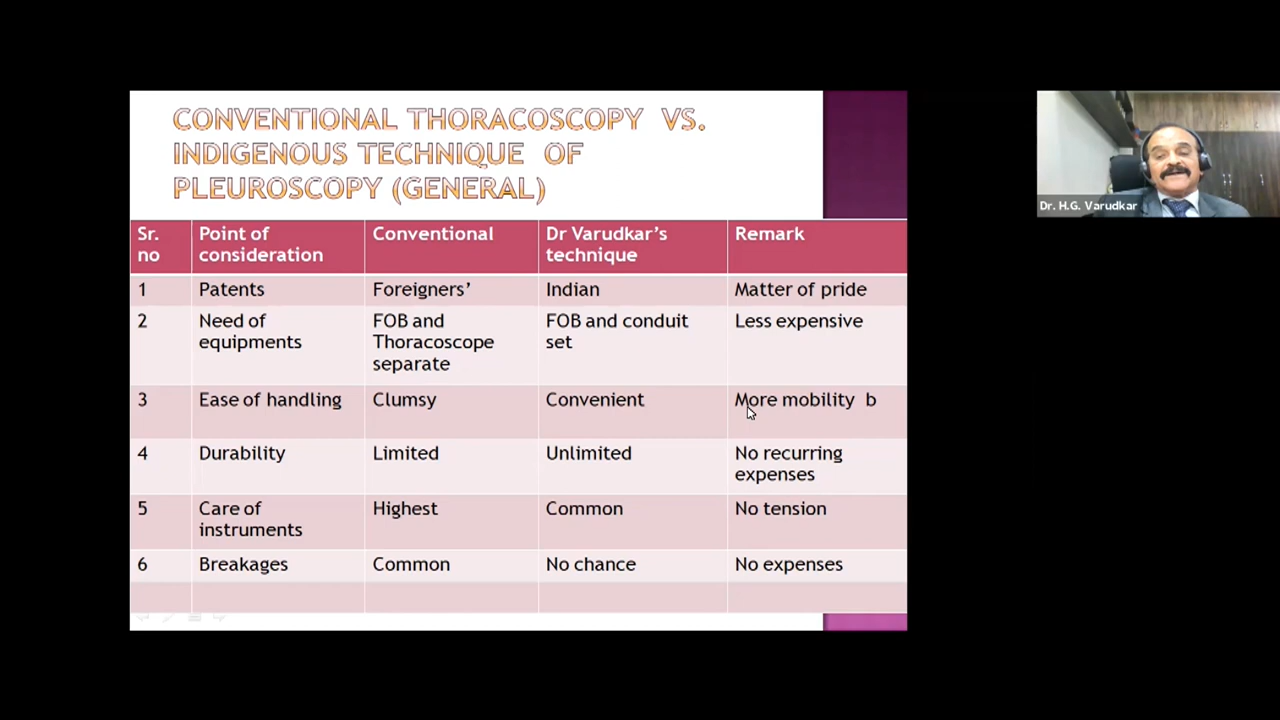 CONVENTIONAL THORACOSCOPY VS.
INDIGENOUS TECHNIQUE OF
PLEUROSCOPY (GENERAL)
Sr. no
Point of consideration
Conventional
Dr Varudkar's technique
Remark
1
Patents
Foreigners’
Indian
Matter of pride
2
Need of equipments
FOB and Thoracoscope separate
FOB and conduit set
Less expensive
3
Ease of handling
Clumsy
Convenient
More mobility b
4
Durability
Limited
Unlimited
No recurring expenses
5
Care of instruments
Highest
Common
No tension
6
Breakages
Common
No chance
No expenses
Dr. H.G. Varudkar